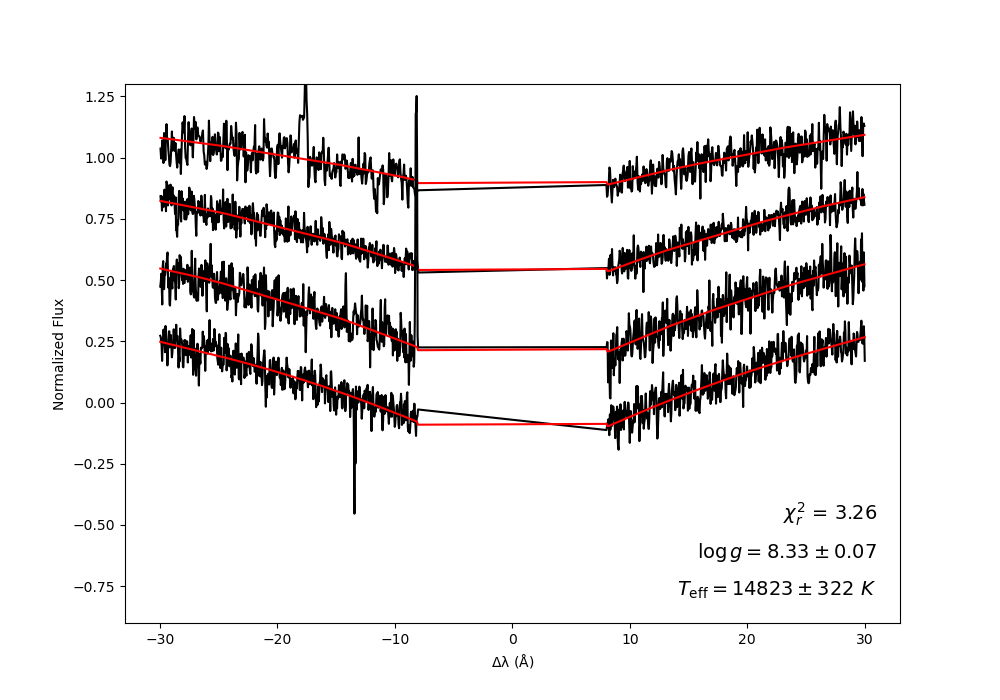 1.25
1.00
0.75
0.50
0.25
0.00
−0.25
−0.50
−0.75
Normalized Flux
χ²ᵣ = 3.26
log g = 8.33 ± 0.07
T_eff = 14823 ± 322 K
−30 −20 −10 0 10 20 30
Δλ (Å)